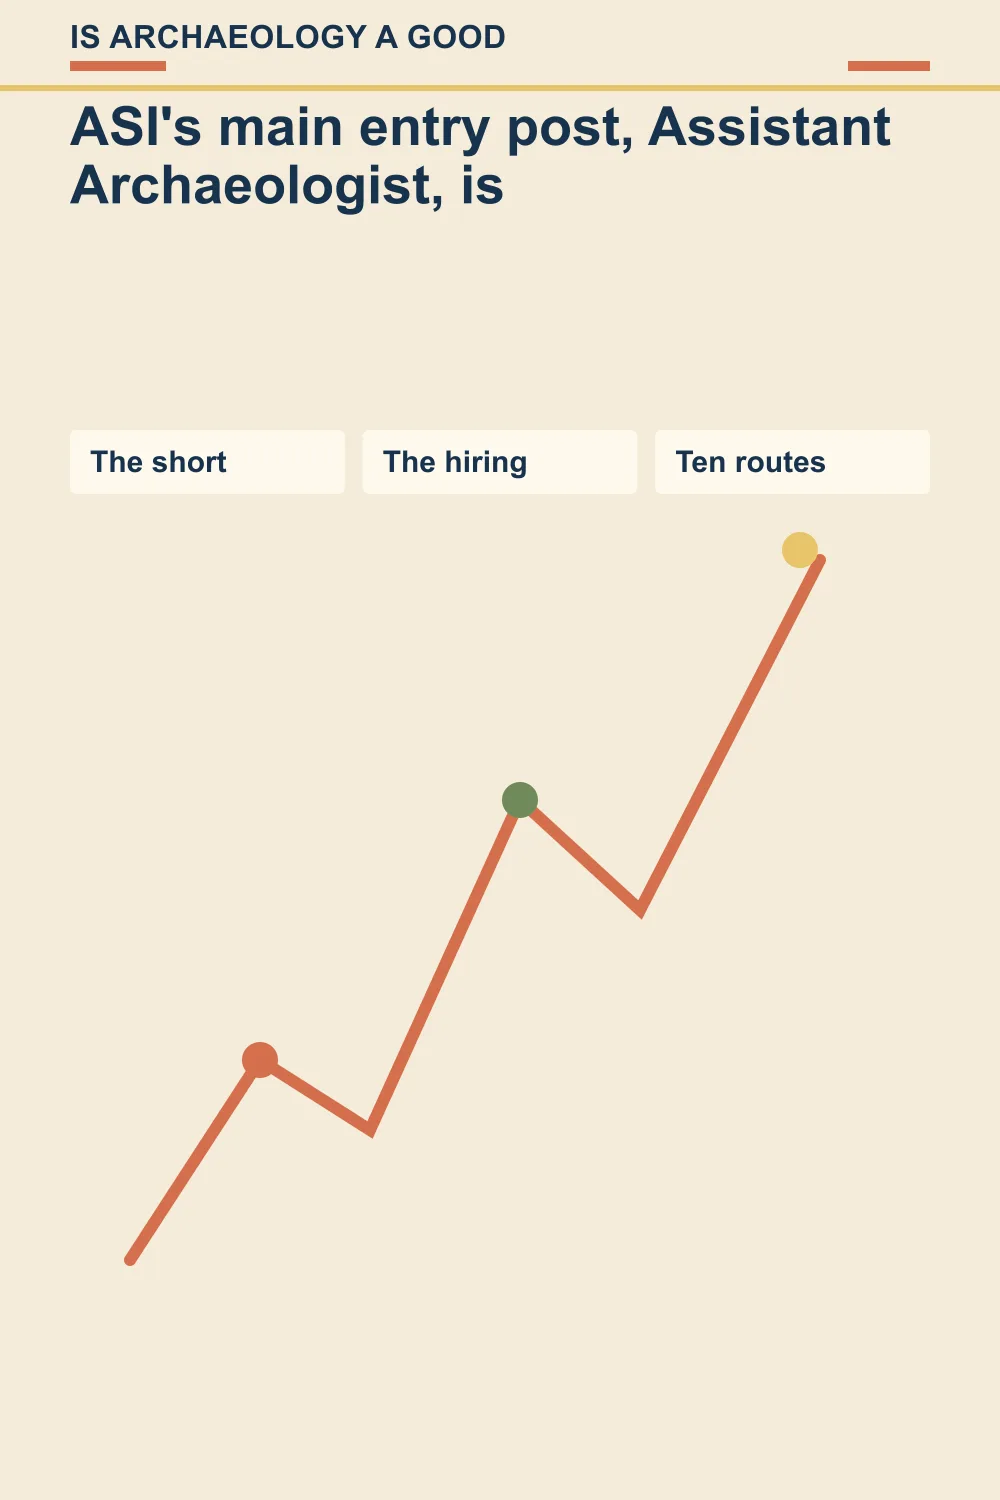 IS ARCHAEOLOGY A GOOD
ASI's main entry post, Assistant
Archaeologist, is
The short
The hiring
Ten routes